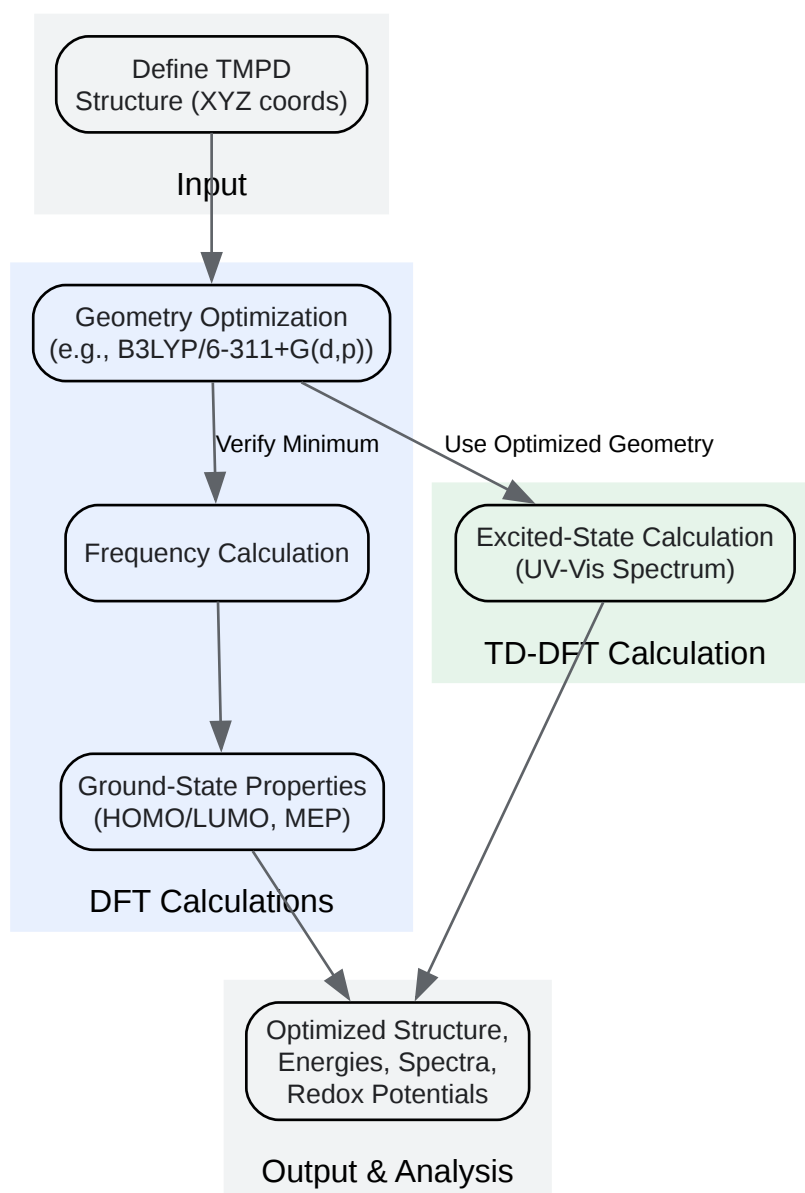 Define TMPD
Structure (XYZ coords)
Input
Geometry Optimization
(e.g., B3LYP/6-311+G(d,p))
Verify Minimum
Use Optimized Geometry
Frequency Calculation
Excited-State Calculation
(UV-Vis Spectrum)
TD-DFT Calculation
Ground-State Properties
(HOMO/LUMO, MEP)
DFT Calculations
Optimized Structure,
Energies, Spectra,
Redox Potentials
Output & Analysis